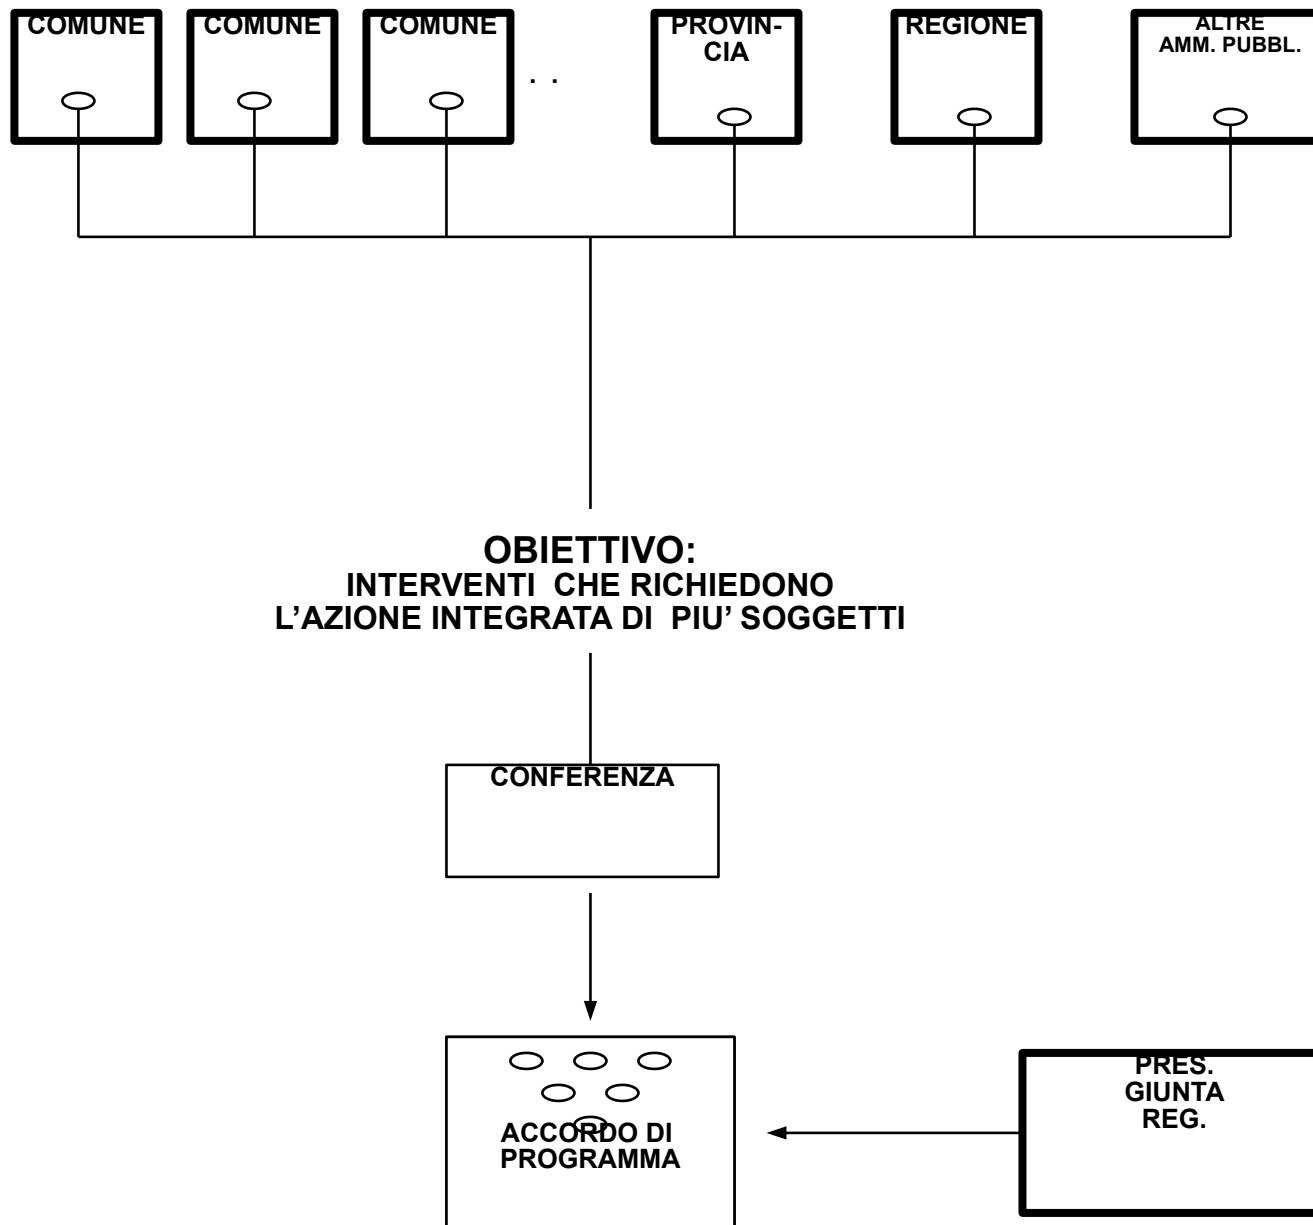 COMUNE
COMUNE
COMUNE
. .
PROVIN-
CIA
REGIONE
ALTRE
AMM. PUBBL.
OBIETTIVO:
INTERVENTI CHE RICHIEDONO
L’AZIONE INTEGRATA DI PIU’ SOGGETTI
CONFERENZA
ACCORDO DI
PROGRAMMA
PRES.
GIUNTA
REG.